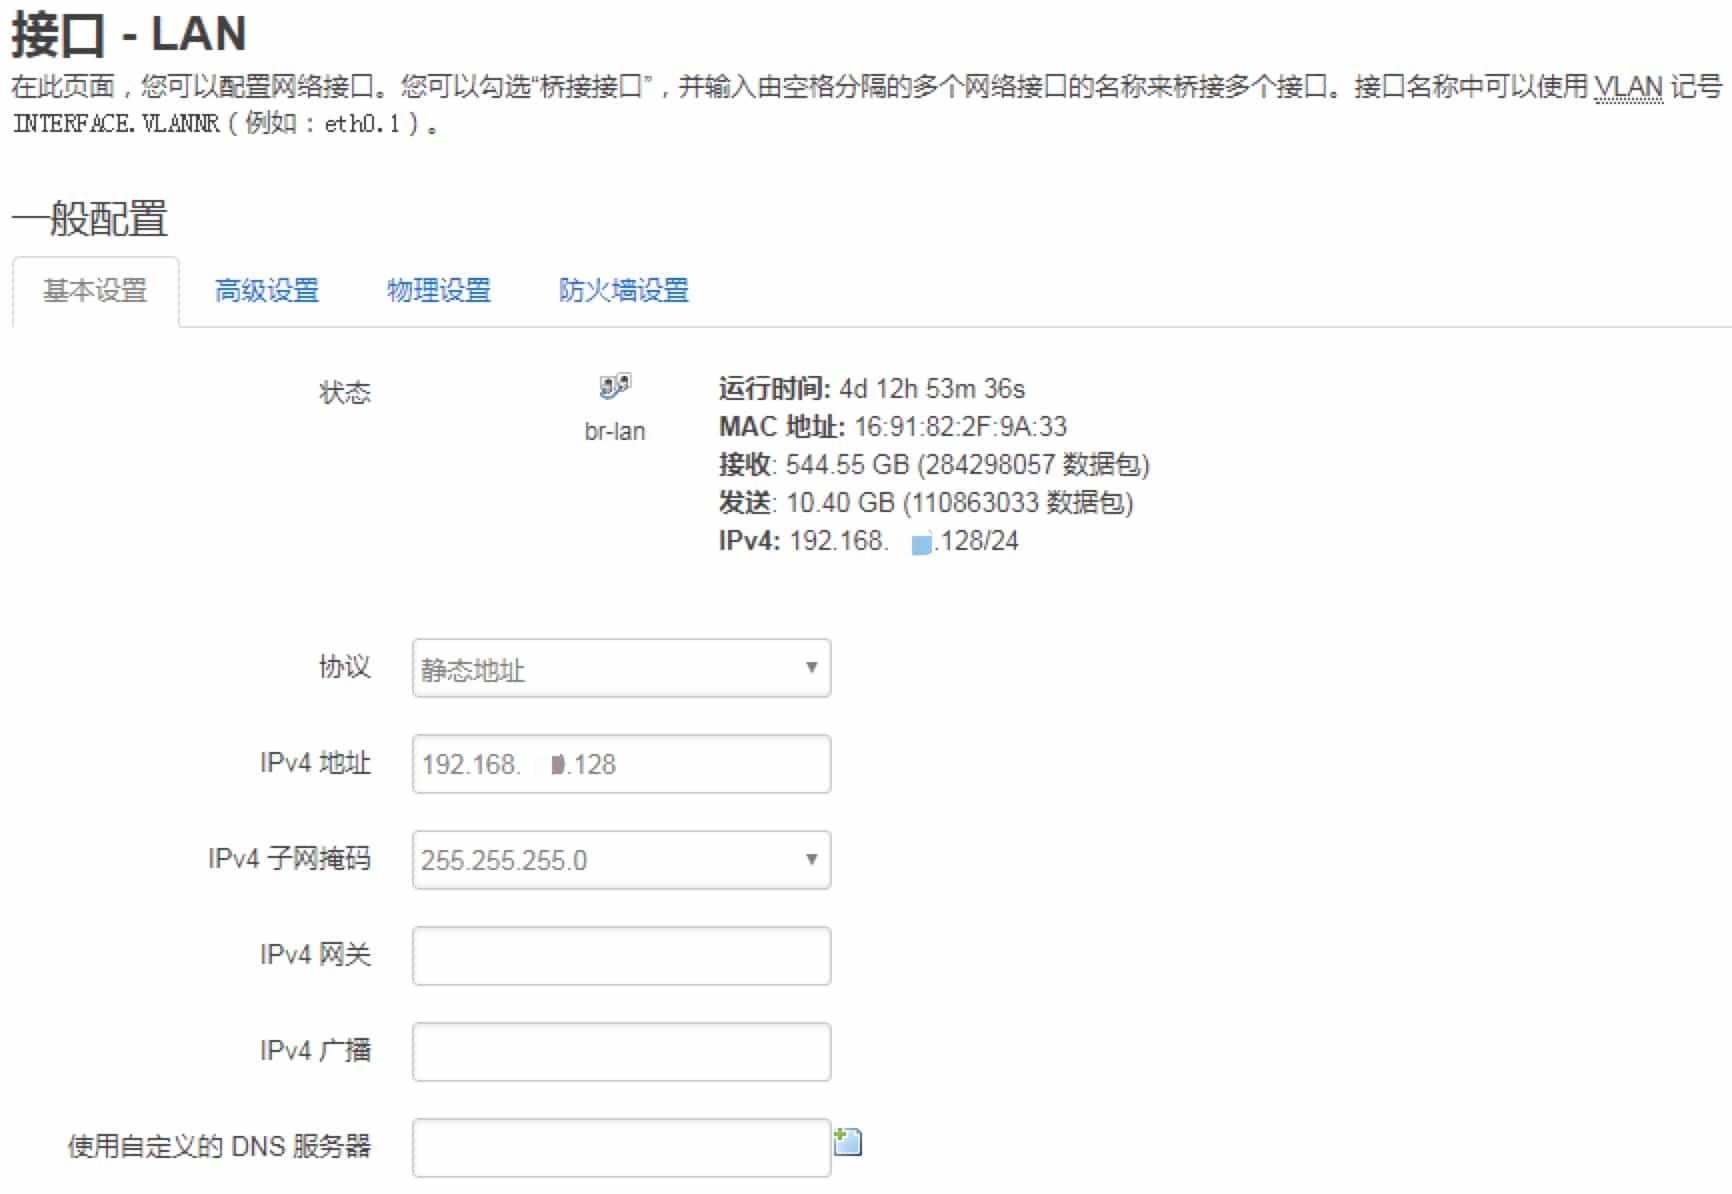 接口 - LAN
在此页面，您可以配置网络接口。您可以勾选“桥接接口”，并输入由空格分隔的多个网络接口的名称来桥接多个接口。接口名称中可以使用 VLAN 记号
INTERFACE.VLANNR（例如：eth0.1）。
一般配置
基本设置 高级设置 物理设置 防火墙设置
状态
br-lan
运行时间: 4d 12h 53m 36s
MAC 地址: 16:91:82:2F:9A:33
接收: 544.55 GB (284298057 数据包)
发送: 10.40 GB (110863033 数据包)
IPv4: 192.168. .128/24
协议 静态地址
IPv4 地址 192.168. .128
IPv4 子网掩码 255.255.255.0
IPv4 网关
IPv4 广播
使用自定义的 DNS 服务器